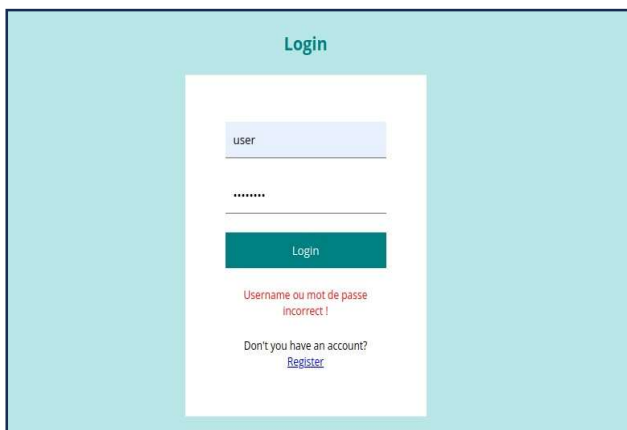 Login
user
••••••••
Login
Username ou mot de passe
incorrect !
Don't you have an account?
Register